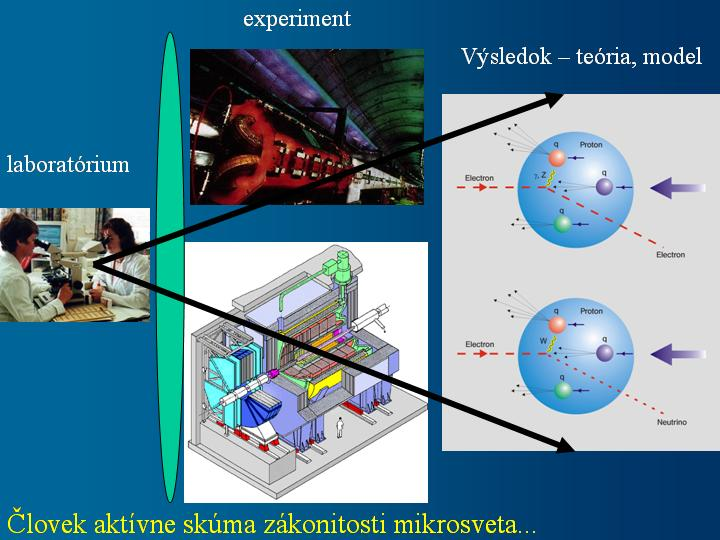 experiment
Výsledok – teória, model
laboratórium
q
Proton
γ, Z
q
Electron
q
Electron
q
Proton
W
q
Electron
q
Neutrino
Človek aktívne skúma zákonitosti mikrosveta...